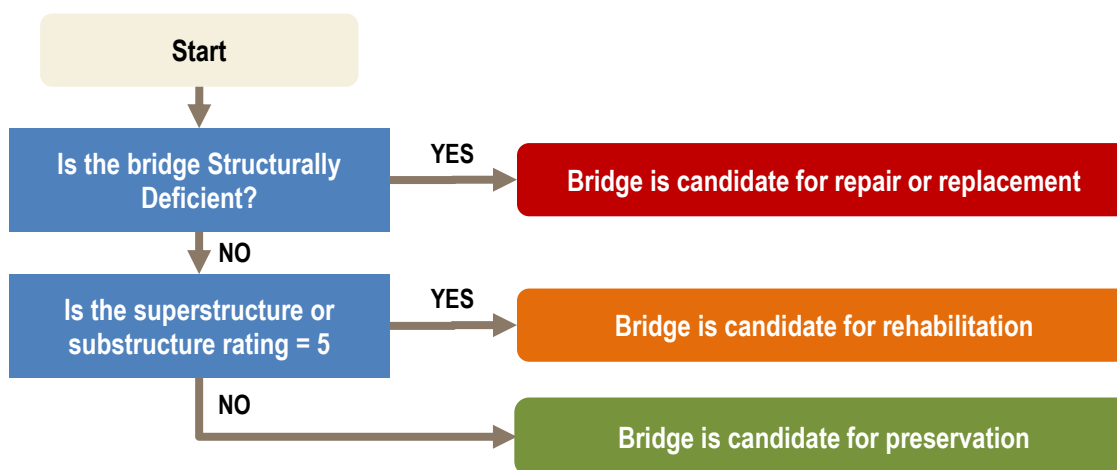 Start
Is the bridge Structurally
Deficient?
YES
Bridge is candidate for repair or replacement
NO
Is the superstructure or
substructure rating = 5
YES
Bridge is candidate for rehabilitation
NO
Bridge is candidate for preservation